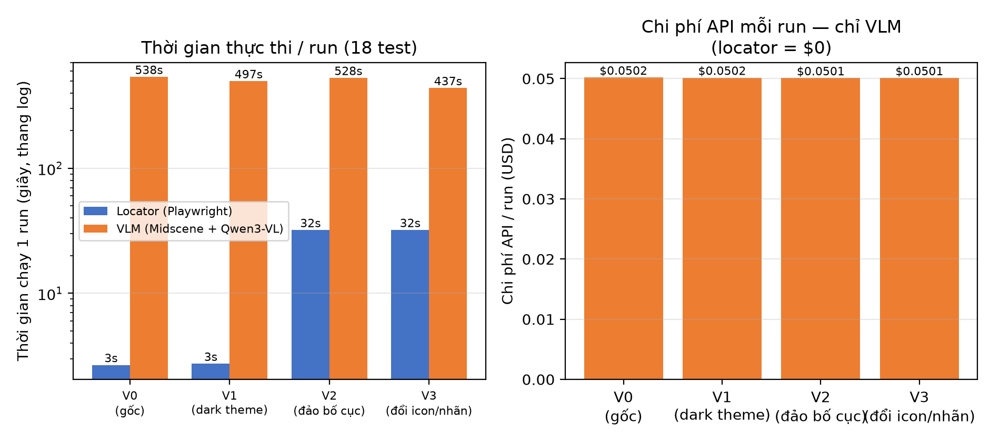 Thời gian thực thi / run (18 test)
Thời gian chạy 1 run (giây, thang log)
10²
10¹
538s
497s
528s
437s
3s
3s
32s
32s
Locator (Playwright)
VLM (Midscene + Qwen3-VL)
V0
(gốc)
V1
(dark theme)
V2
(đảo bố cục)
V3
(đổi icon/nhãn)
Chi phí API mỗi run — chỉ VLM
(locator = $0)
Chi phí API / run (USD)
0.05
0.04
0.03
0.02
0.01
0.00
$0.0502
$0.0502
$0.0501
$0.0501
V0
(gốc)
V1
(dark theme)
V2
(đảo bố cục)
V3
(đổi icon/nhãn)